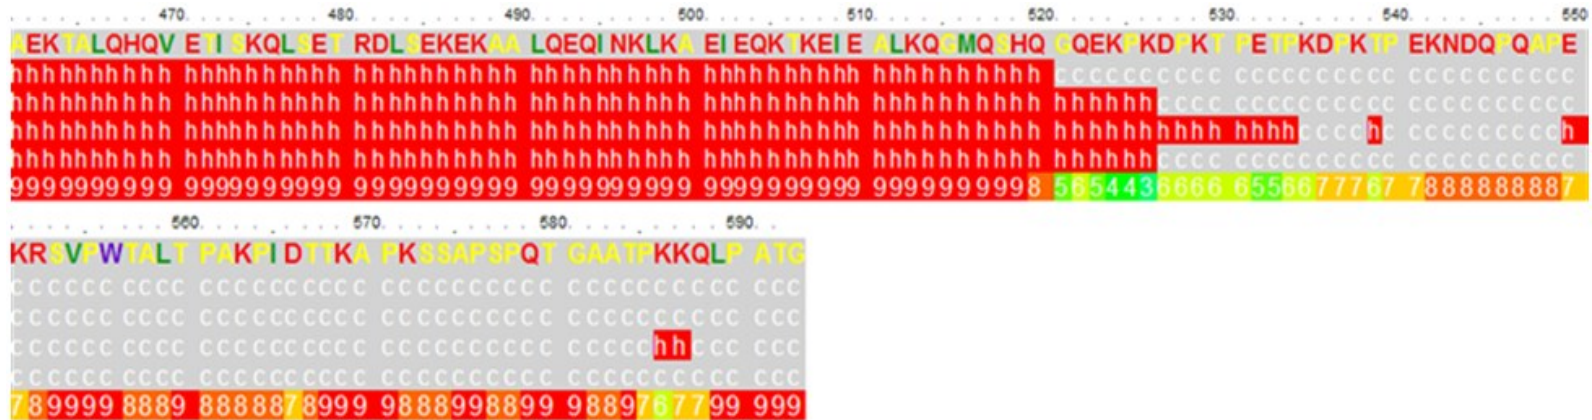 . . . . . . . . . 470. . . . . . . . . 480. . . . . . . . . 490. . . . . . . . . 500. . . . . . . . . 510. . . . . . . . . 520. . . . . . . . . 530. . . . . . . . . 540. . . . . . . . . 550
AEKTALQHQV ETISKQLSET RDLSEKEKAA LQEQINKLKA EIEQKTKEIE ALKQGMQSHQ GQEKPKDPKT PETPKDPKTP EKNDQPQAPE
hhhhhhhhhh hhhhhhhhhh hhhhhhhhhh hhhhhhhhhh hhhhhhhhhh hhhhhhhhhh cccccccccc cccccccccc cccccccccc
hhhhhhhhhh hhhhhhhhhh hhhhhhhhhh hhhhhhhhhh hhhhhhhhhh hhhhhhhhhh hhhhhhcccc cccccccccc cccccccccc
hhhhhhhhhh hhhhhhhhhh hhhhhhhhhh hhhhhhhhhh hhhhhhhhhh hhhhhhhhhh hhhhhhhhhh hhhhcccchc ccccccccch
hhhhhhhhhh hhhhhhhhhh hhhhhhhhhh hhhhhhhhhh hhhhhhhhhh hhhhhhhhhh hhhhhhcccc cccccccccc cccccccccc
9999999999 9999999999 9999999999 9999999999 9999999999 9999999998 5654436666 6556677767 7888888887
. . . . . . . . . 560. . . . . . . . . 570. . . . . . . . . 580. . . . . . . . . 590. . .
KRSVPWTALT PAKPIDTTKA PKSSAPSPQT GAATPKKQLP ATG
cccccccccc cccccccccc cccccccccc cccccccccc ccc
cccccccccc cccccccccc cccccccccc cccccccccc ccc
cccccccccc cccccccccc cccccccccc ccccchhccc ccc
cccccccccc cccccccccc cccccccccc cccccccccc ccc
7899998889 8888878999 9888998899 9889767799 999